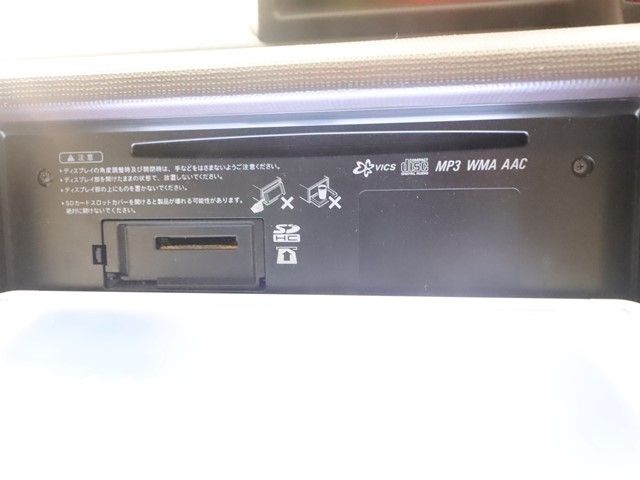 ⚠ 注意
▸ディスプレイの角度調整時及び開閉時は、手などをはさまないようご注意ください。
▸ディスプレイ部を開けたままの状態で、放置しないでください。
▸ディスプレイ部の上にものを置かないでください。
▸SDカードスロットカバーを開けると製品が壊れる可能性があります。
絶対に開けないでください。
VICS COMPACT disc DIGITAL AUDIO MP3 WMA AAC
SD HC